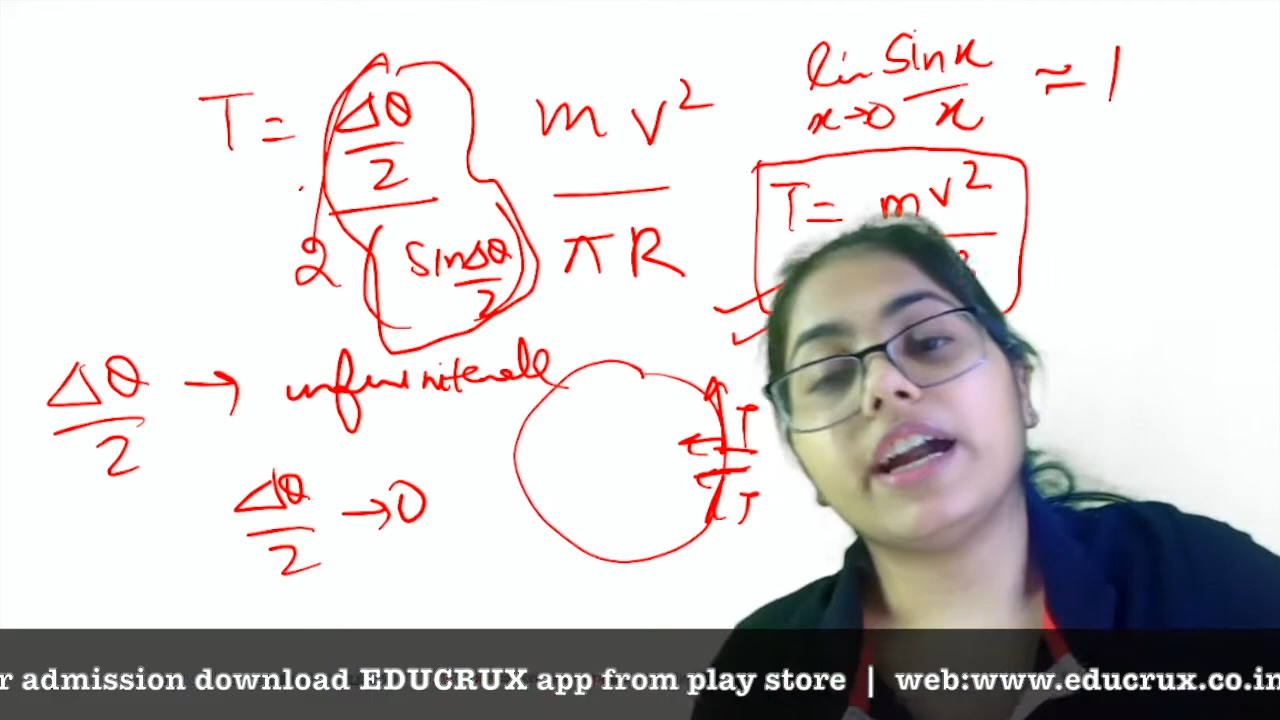 T = Δθ/2 / 2 (sin Δθ/2) mv² / πR
lim x→0 sin x / x ≃ 1
T = mv²
Δθ/2 → infinitesmall
Δθ/2 → 0
T
T
r admission download EDUCRUX app from play store | web:www.educrux.co.in